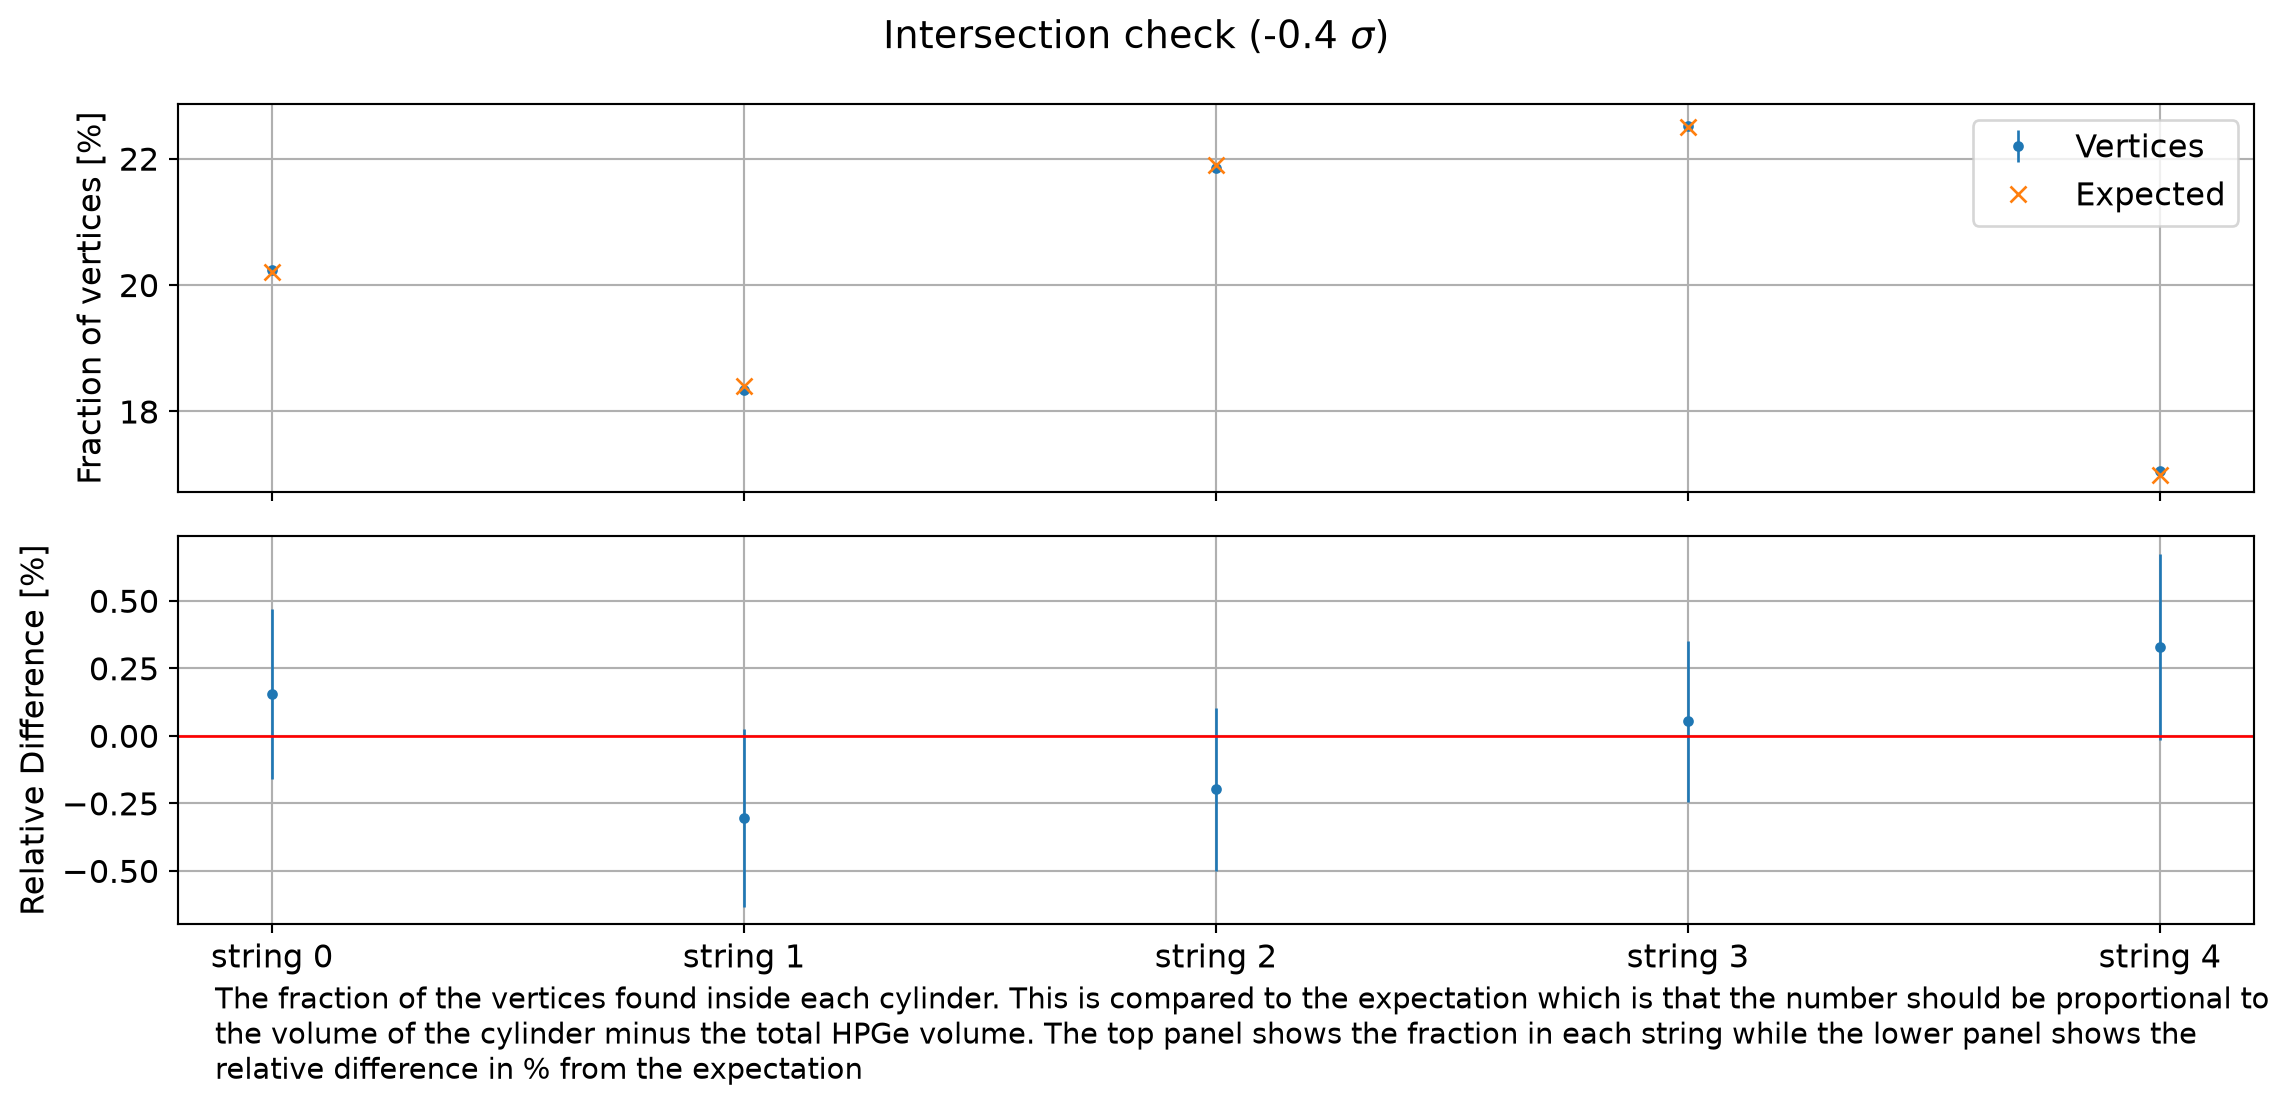 Intersection check (-0.4 σ)
Fraction of vertices [%]
22
20
18
Vertices
Expected
Relative Difference [%]
0.50
0.25
0.00
−0.25
−0.50
string 0
string 1
string 2
string 3
string 4
The fraction of the vertices found inside each cylinder. This is compared to the expectation which is that the number should be proportional to
the volume of the cylinder minus the total HPGe volume. The top panel shows the fraction in each string while the lower panel shows the
relative difference in % from the expectation